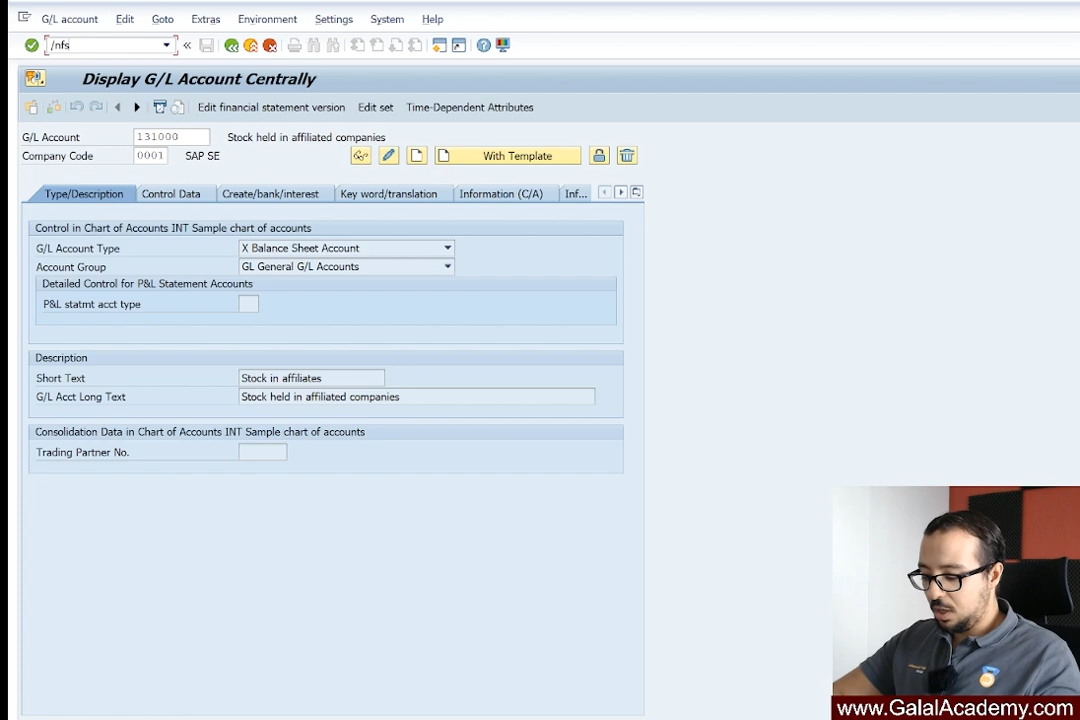 G/L account Edit Goto Extras Environment Settings System Help
/nfs
Display G/L Account Centrally
Edit financial statement version Edit set Time-Dependent Attributes
G/L Account 131000 Stock held in affiliated companies
Company Code 0001 SAP SE With Template
Type/Description Control Data Create/bank/interest Key word/translation Information (C/A) Inf...
Control in Chart of Accounts INT Sample chart of accounts
G/L Account Type X Balance Sheet Account
Account Group GL General G/L Accounts
Detailed Control for P&L Statement Accounts
P&L statmt acct type
Description
Short Text Stock in affiliates
G/L Acct Long Text Stock held in affiliated companies
Consolidation Data in Chart of Accounts INT Sample chart of accounts
Trading Partner No.
www.GalalAcademy.com